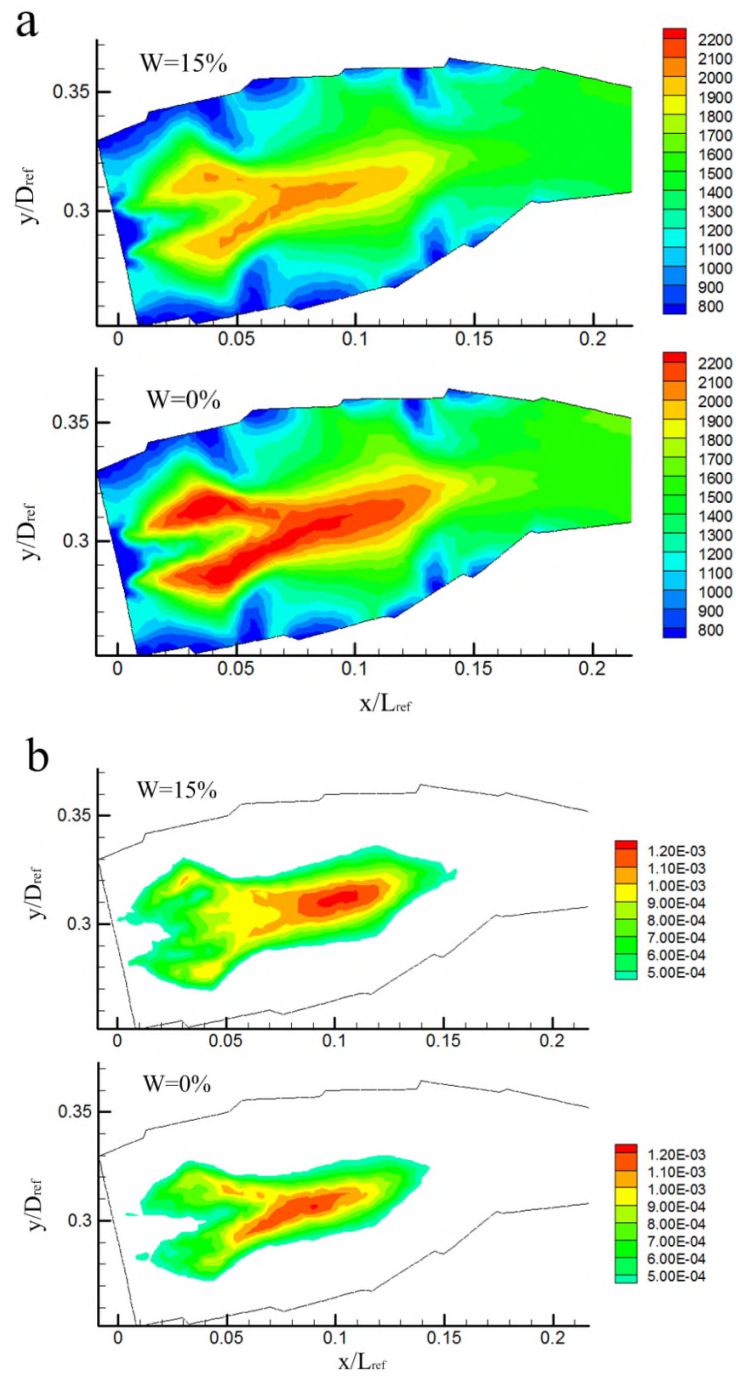 a
W=15%
0.35
0.3
y/Dref
0 0.05 0.1 0.15 0.2
2200
2100
2000
1900
1800
1700
1600
1500
1400
1300
1200
1100
1000
900
800
W=0%
0.35
0.3
y/Dref
0 0.05 0.1 0.15 0.2
x/Lref
2200
2100
2000
1900
1800
1700
1600
1500
1400
1300
1200
1100
1000
900
800
b
W=15%
0.35
0.3
y/Dref
0 0.05 0.1 0.15 0.2
1.20E-03
1.10E-03
1.00E-03
9.00E-04
8.00E-04
7.00E-04
6.00E-04
5.00E-04
W=0%
0.35
0.3
y/Dref
0 0.05 0.1 0.15 0.2
x/Lref
1.20E-03
1.10E-03
1.00E-03
9.00E-04
8.00E-04
7.00E-04
6.00E-04
5.00E-04